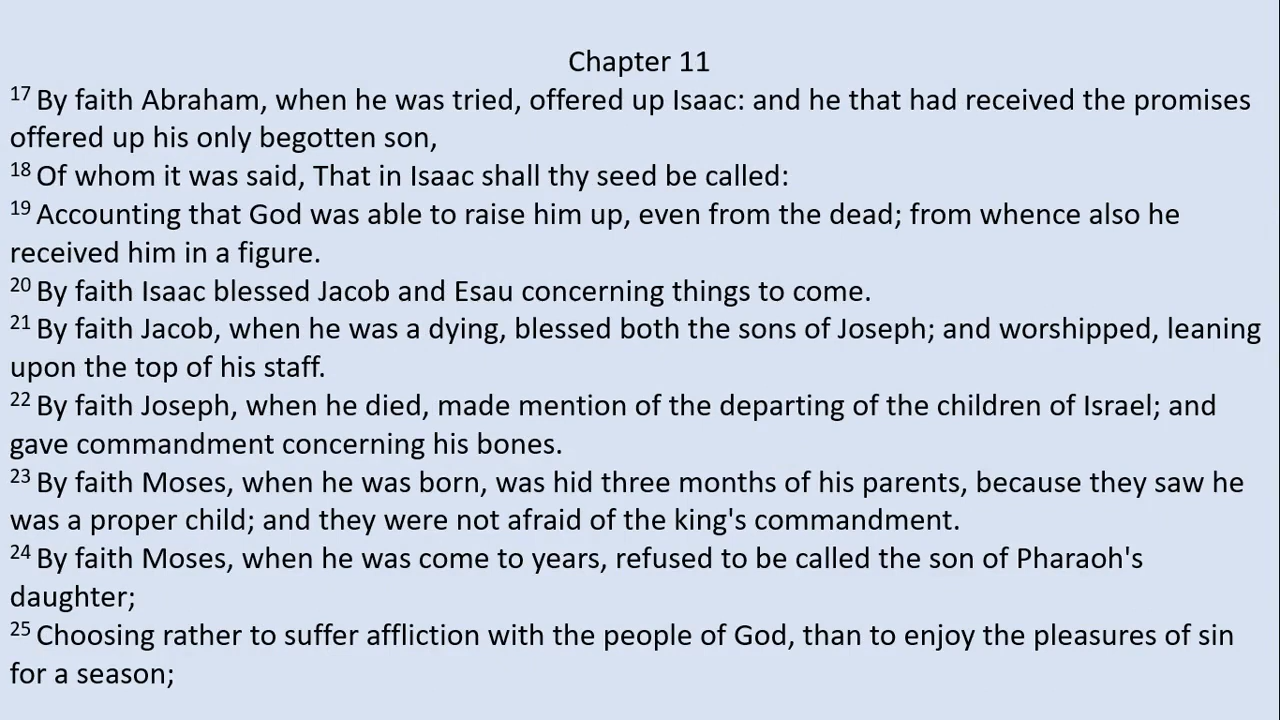 Chapter 11
17 By faith Abraham, when he was tried, offered up Isaac: and he that had received the promises
offered up his only begotten son,
18 Of whom it was said, That in Isaac shall thy seed be called:
19 Accounting that God was able to raise him up, even from the dead; from whence also he
received him in a figure.
20 By faith Isaac blessed Jacob and Esau concerning things to come.
21 By faith Jacob, when he was a dying, blessed both the sons of Joseph; and worshipped, leaning
upon the top of his staff.
22 By faith Joseph, when he died, made mention of the departing of the children of Israel; and
gave commandment concerning his bones.
23 By faith Moses, when he was born, was hid three months of his parents, because they saw he
was a proper child; and they were not afraid of the king's commandment.
24 By faith Moses, when he was come to years, refused to be called the son of Pharaoh's
daughter;
25 Choosing rather to suffer affliction with the people of God, than to enjoy the pleasures of sin
for a season;